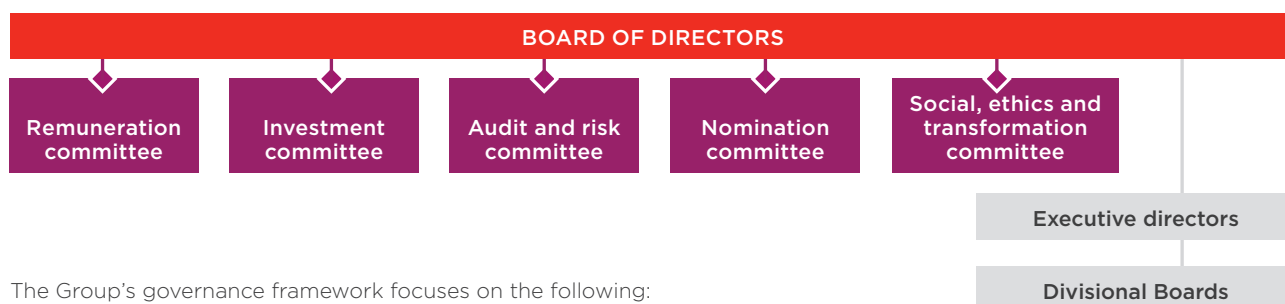 BOARD OF DIRECTORS
Remuneration
committee
Investment
committee
Audit and risk
committee
Nomination
committee
Social, ethics and
transformation
committee
Executive directors
The Group’s governance framework focuses on the following:
Divisional Boards